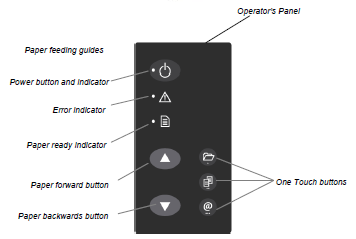 Operator's Panel
Paper feeding guides
Power button and indicator
Error indicator
Paper ready indicator
Paper forward button
One Touch buttons
Paper backwards button
@